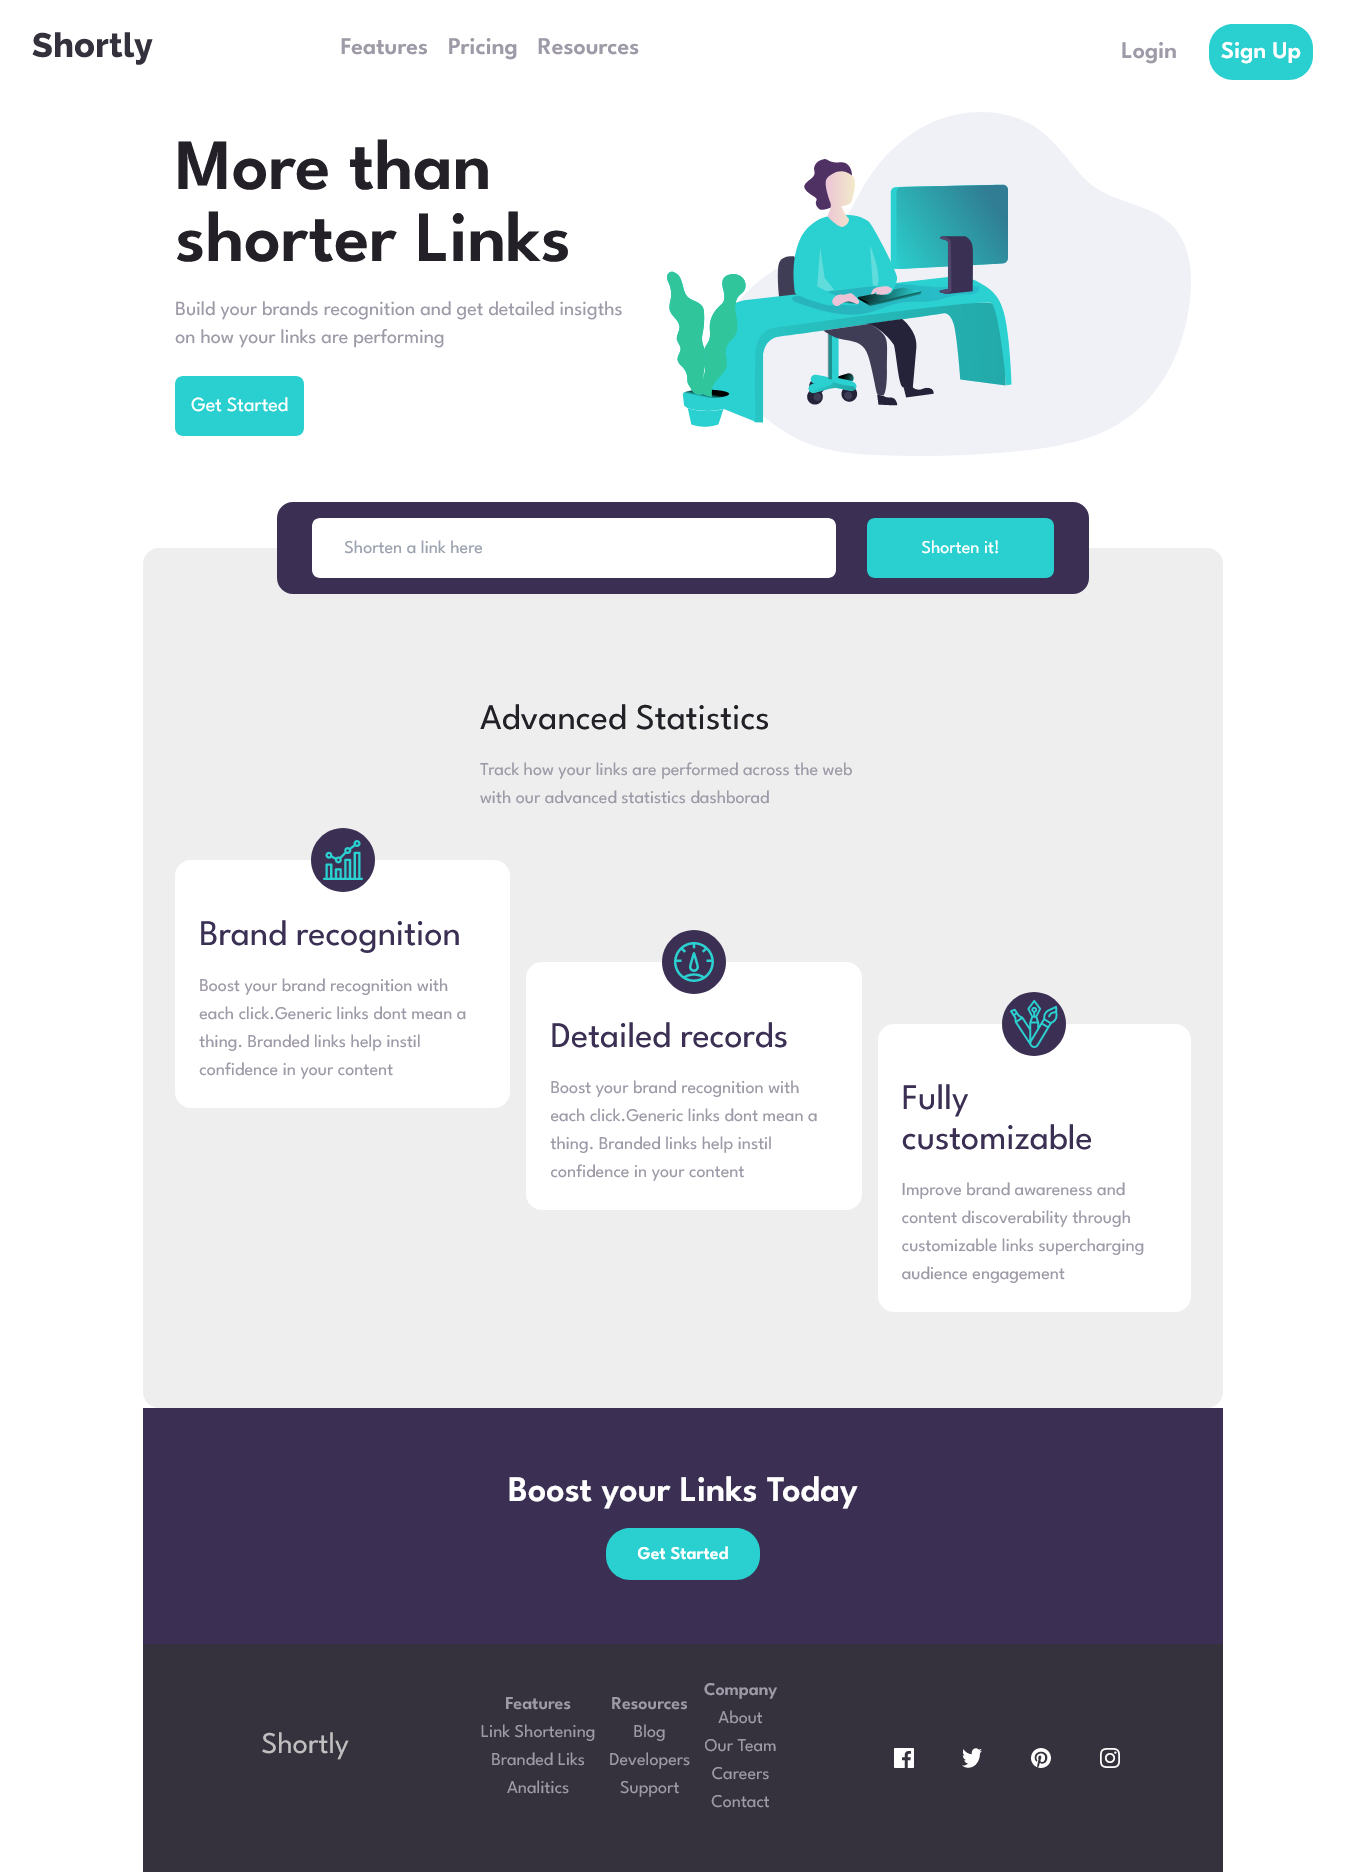 Shortly
Features Pricing Resources
Login
Sign Up
More than
shorter Links
Build your brands recognition and get detailed insigths
on how your links are performing
Get Started
Shorten a link here
Shorten it!
Advanced Statistics
Track how your links are performed across the web
with our advanced statistics dashborad
Brand recognition
Boost your brand recognition with
each click.Generic links dont mean a
thing. Branded links help instil
confidence in your content
Detailed records
Boost your brand recognition with
each click.Generic links dont mean a
thing. Branded links help instil
confidence in your content
Fully
customizable
Improve brand awareness and
content discoverability through
customizable links supercharging
audience engagement
Boost your Links Today
Get Started
Shortly
Features
Link Shortening
Branded Liks
Analitics
Resources
Blog
Developers
Support
Company
About
Our Team
Careers
Contact